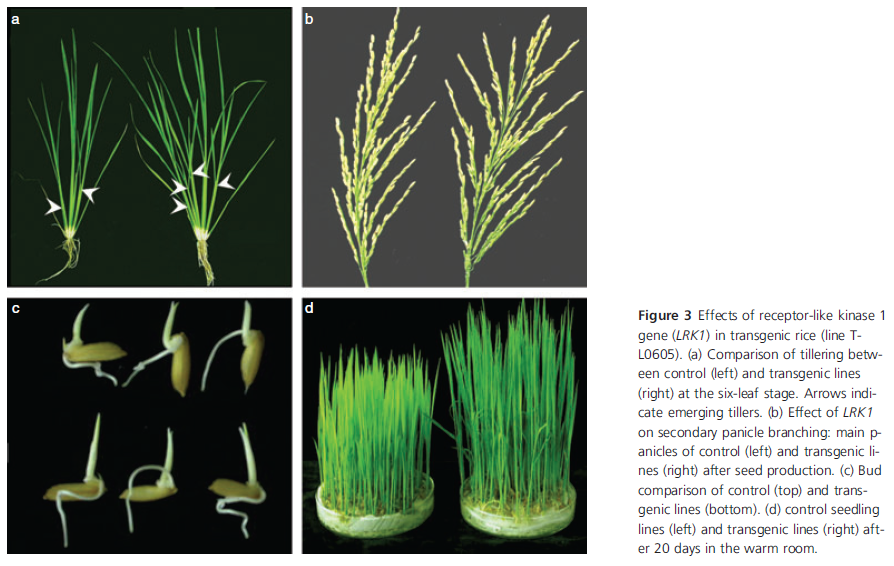 a
b
c
d
Figure 3 Effects of receptor-like kinase 1
gene (LRK1) in transgenic rice (line T-
L0605). (a) Comparison of tillering betw-
een control (left) and transgenic lines
(right) at the six-leaf stage. Arrows indi-
cate emerging tillers. (b) Effect of LRK1
on secondary panicle branching: main p-
anicles of control (left) and transgenic li-
nes (right) after seed production. (c) Bud
comparison of control (top) and trans-
genic lines (bottom). (d) control seedling
lines (left) and transgenic lines (right) aft-
er 20 days in the warm room.